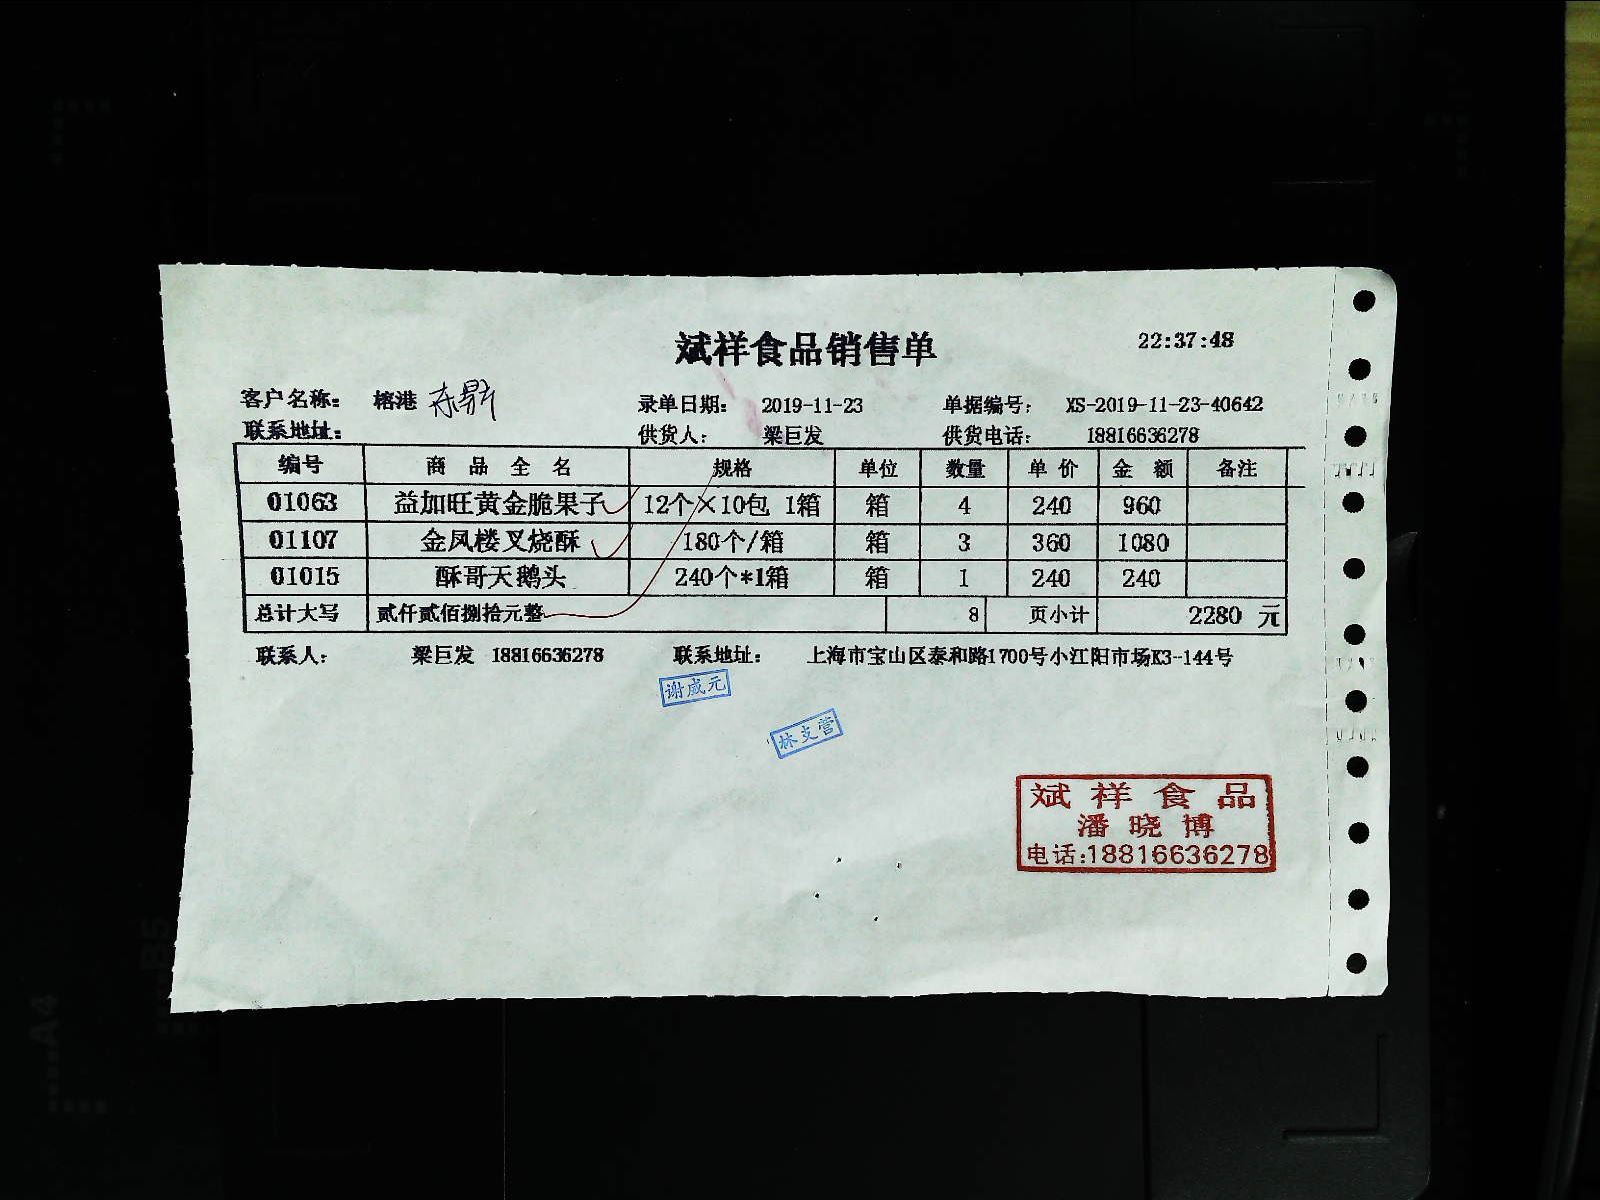 斌祥食品销售单 22:37:48
客户名称： 榕港 录单日期： 2019-11-23 单据编号： XS-2019-11-23-40642
联系地址： 供货人： 梁巨发 供货电话： 18816636278
编号 商品全名 规格 单位 数量 单价 金额 备注
01063 益加旺黄金脆果子 12个×10包 1箱 箱 4 240 960
01107 金凤楼叉烧酥 180个/箱 箱 3 360 1080
01015 酥哥天鹅头 240个*1箱 箱 1 240 240
总计大写 贰仟贰佰捌拾元整 8 页小计 2280 元
联系人： 梁巨发 18816636278 联系地址： 上海市宝山区泰和路1700号小江阳市场K3-144号
谢成元
林支营
斌祥食品
潘晓博
电话:18816636278
B5
A4